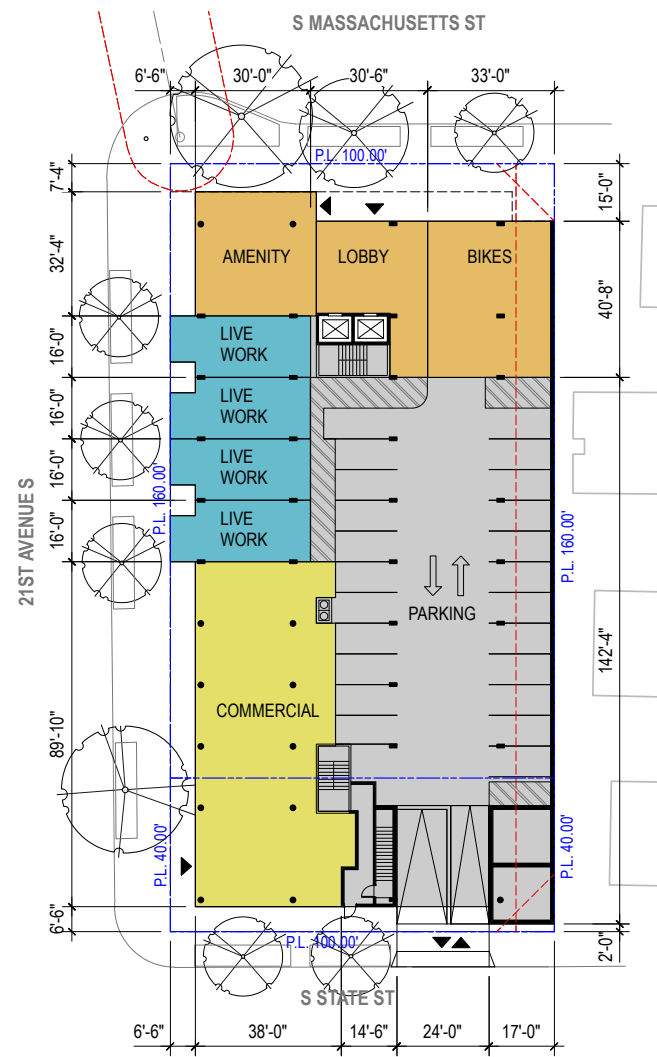 S MASSACHUSETTS ST
6'-6"
30'-0"
30'-6"
33'-0"
P.L. 100.00'
7'-4"
15'-0"
32'-4"
AMENITY
LOBBY
BIKES
40'-8"
16'-0"
LIVE
WORK
16'-0"
LIVE
WORK
16'-0"
LIVE
WORK
16'-0"
LIVE
WORK
P.L. 160.00'
P.L. 160.00'
21ST AVENUE S
PARKING
142'-4"
COMMERCIAL
89'-10"
P.L. 40.00'
P.L. 40.00'
6'-6"
2'-0"
P.L. 100.00'
S STATE ST
6'-6"
38'-0"
14'-6"
24'-0"
17'-0"